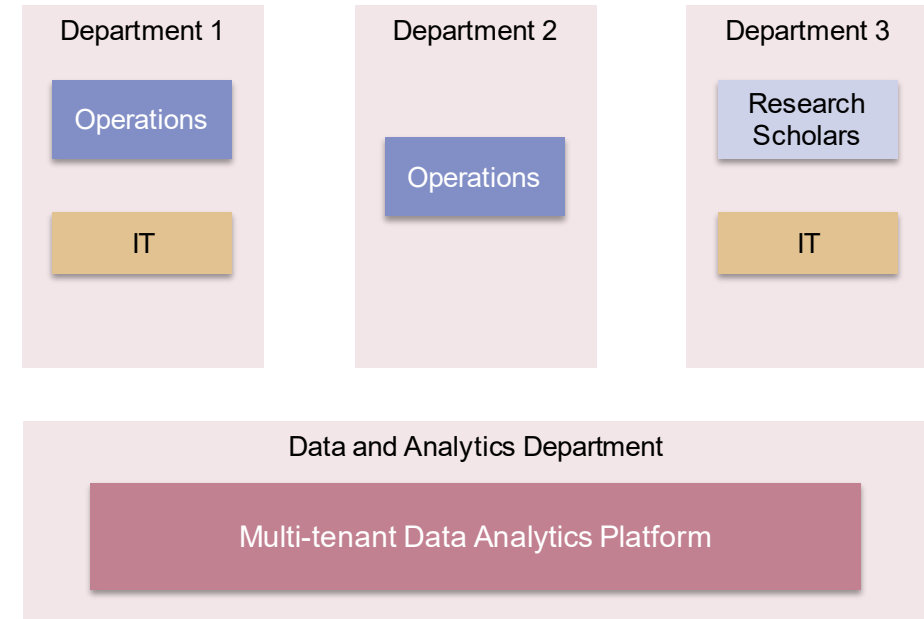 Department 1
Operations
IT
Department 2
Operations
Department 3
Research
Scholars
IT
Data and Analytics Department
Multi-tenant Data Analytics Platform